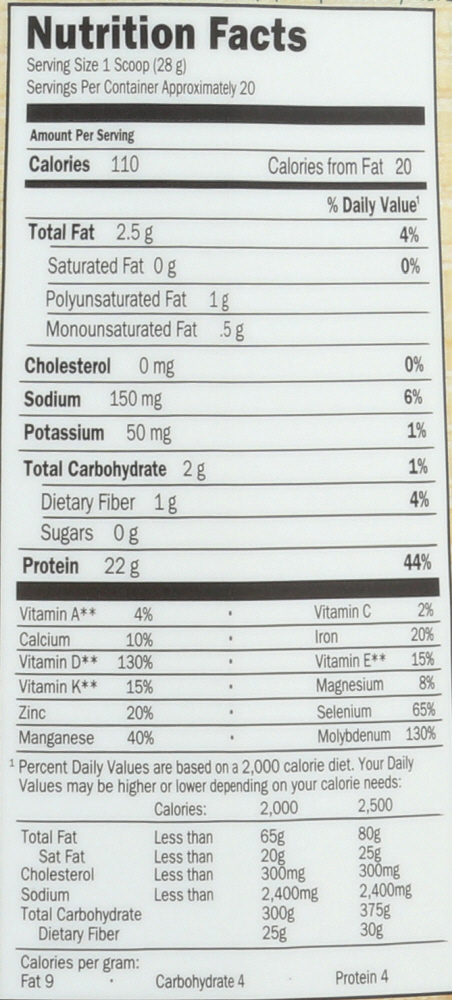 Nutrition Facts
Serving Size 1 Scoop (28 g)
Servings Per Container Approximately 20
Amount Per Serving
Calories 110 Calories from Fat 20
% Daily Value¹
Total Fat 2.5 g 4%
Saturated Fat 0 g 0%
Polyunsaturated Fat 1 g
Monounsaturated Fat .5 g
Cholesterol 0 mg 0%
Sodium 150 mg 6%
Potassium 50 mg 1%
Total Carbohydrate 2 g 1%
Dietary Fiber 1 g 4%
Sugars 0 g
Protein 22 g 44%
Vitamin A** 4% • Vitamin C 2%
Calcium 10% • Iron 20%
Vitamin D** 130% • Vitamin E** 15%
Vitamin K** 15% • Magnesium 8%
Zinc 20% • Selenium 65%
Manganese 40% • Molybdenum 130%
¹ Percent Daily Values are based on a 2,000 calorie diet. Your Daily
Values may be higher or lower depending on your calorie needs:
Calories: 2,000 2,500
Total Fat Less than 65g 80g
Sat Fat Less than 20g 25g
Cholesterol Less than 300mg 300mg
Sodium Less than 2,400mg 2,400mg
Total Carbohydrate 300g 375g
Dietary Fiber 25g 30g
Calories per gram:
Fat 9 • Carbohydrate 4 · Protein 4